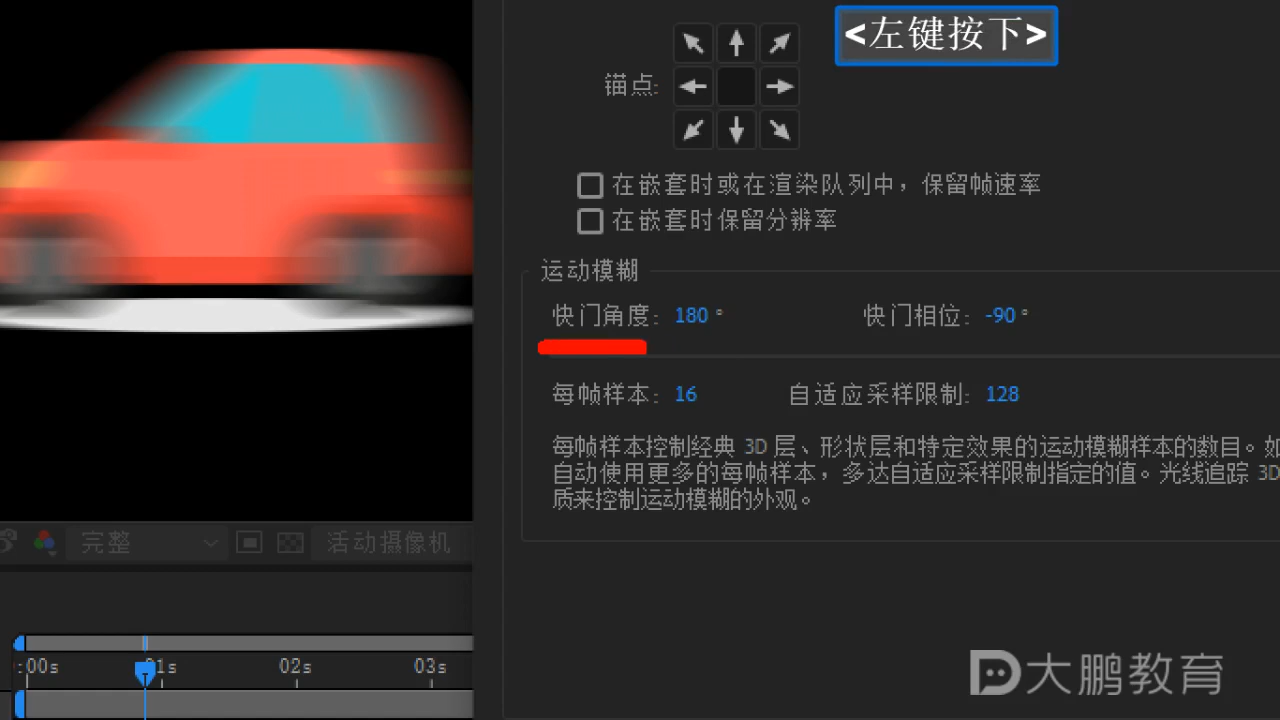 <左键按下>
锚点:
在嵌套时或在渲染队列中，保留帧速率
在嵌套时保留分辨率
运动模糊
快门角度: 180 °
快门相位: -90 °
每帧样本: 16
自适应采样限制: 128
每帧样本控制经典 3D 层、形状层和特定效果的运动模糊样本的数目。如
自动使用更多的每帧样本，多达自适应采样限制指定的值。光线追踪 3D
质来控制运动模糊的外观。
完整
活动摄像机
:00s
01s
02s
03s
大鹏教育